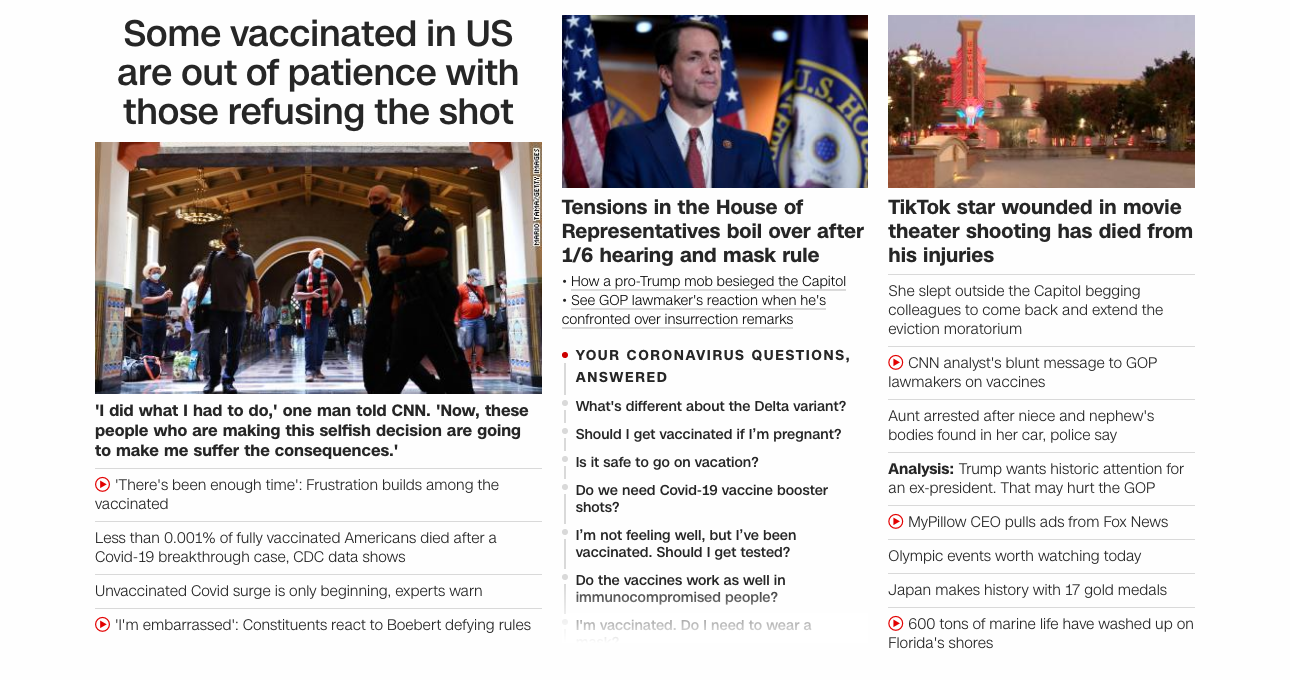 Some vaccinated in US
are out of patience with
those refusing the shot
MARIO TAMA/GETTY IMAGES
'I did what I had to do,' one man told CNN. 'Now, these
people who are making this selfish decision are going
to make me suffer the consequences.'
'There's been enough time': Frustration builds among the
vaccinated
Less than 0.001% of fully vaccinated Americans died after a
Covid-19 breakthrough case, CDC data shows
Unvaccinated Covid surge is only beginning, experts warn
'I'm embarrassed': Constituents react to Boebert defying rules
U.S. HOU
Tensions in the House of
Representatives boil over after
1/6 hearing and mask rule
• How a pro-Trump mob besieged the Capitol
• See GOP lawmaker's reaction when he's
confronted over insurrection remarks
YOUR CORONAVIRUS QUESTIONS,
ANSWERED
What's different about the Delta variant?
Should I get vaccinated if I'm pregnant?
Is it safe to go on vacation?
Do we need Covid-19 vaccine booster
shots?
I'm not feeling well, but I've been
vaccinated. Should I get tested?
Do the vaccines work as well in
immunocompromised people?
I'm vaccinated. Do I need to wear a
mask?
TikTok star wounded in movie
theater shooting has died from
his injuries
She slept outside the Capitol begging
colleagues to come back and extend the
eviction moratorium
CNN analyst's blunt message to GOP
lawmakers on vaccines
Aunt arrested after niece and nephew's
bodies found in her car, police say
Analysis: Trump wants historic attention for
an ex-president. That may hurt the GOP
MyPillow CEO pulls ads from Fox News
Olympic events worth watching today
Japan makes history with 17 gold medals
600 tons of marine life have washed up on
Florida's shores